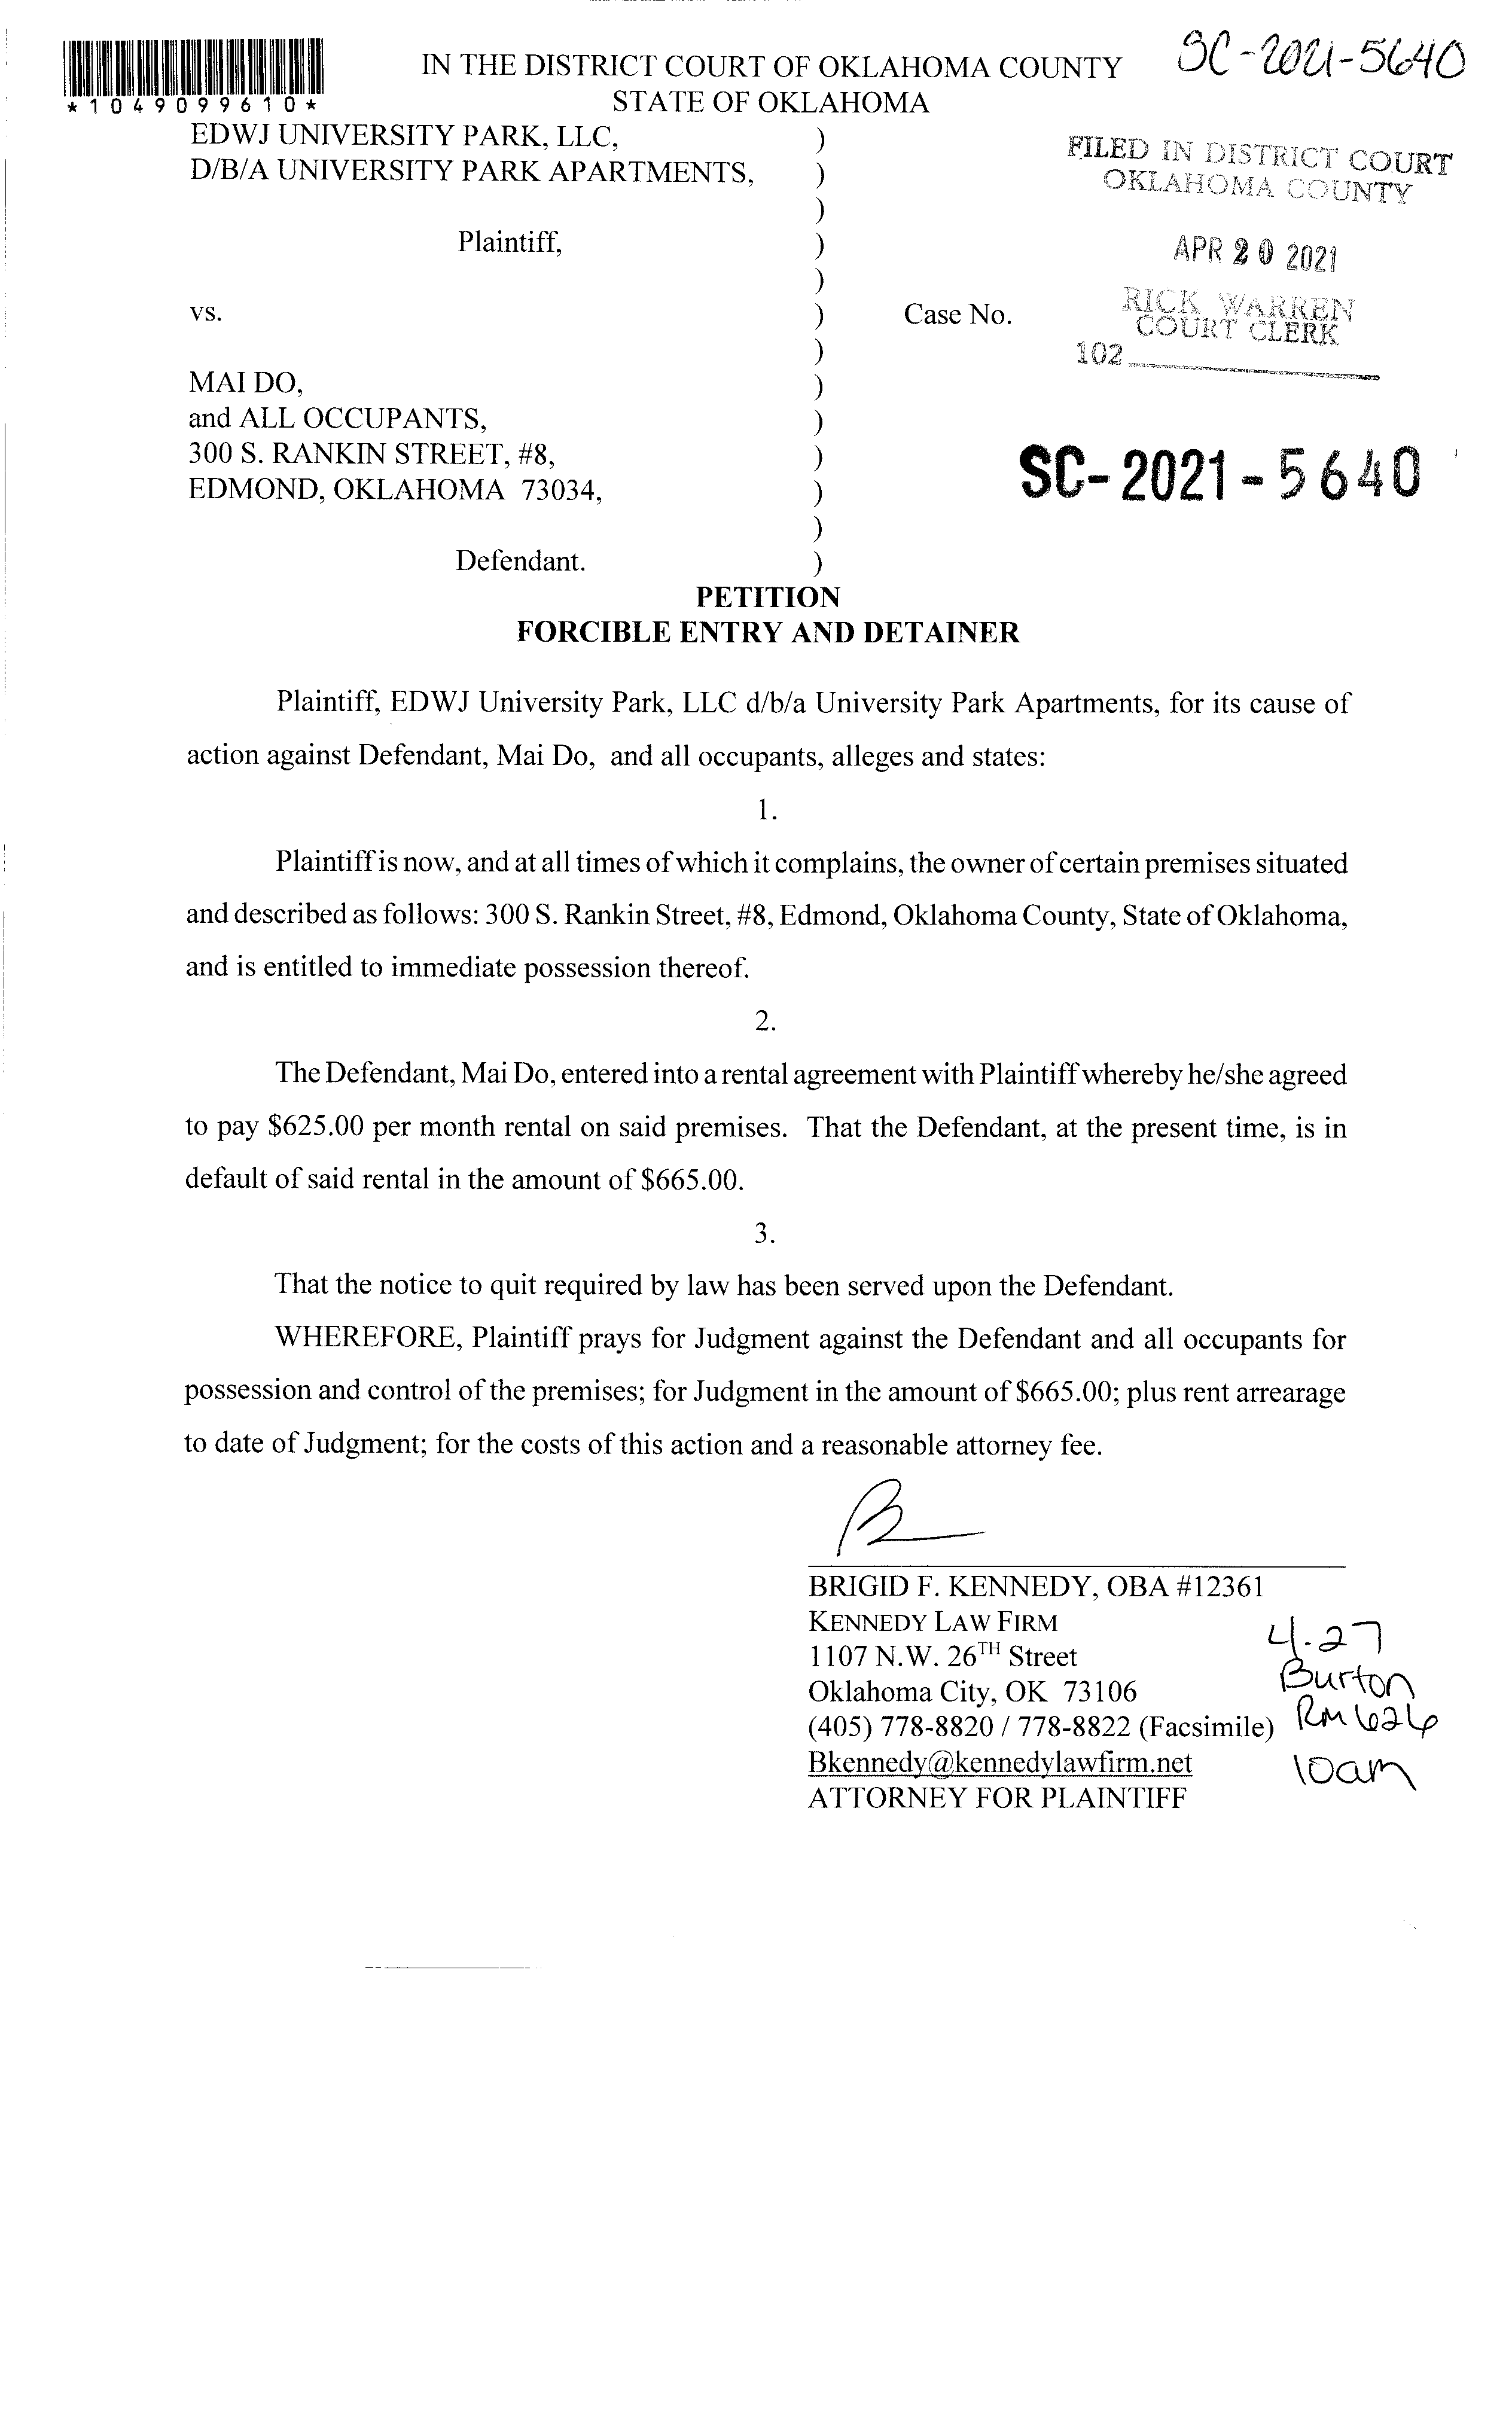 IN THE DISTRICT COURT OF OKLAHOMA COUNTY
SC-2021-5640
STATE OF OKLAHOMA
*1049099610*
EDWJ UNIVERSITY PARK, LLC, )
D/B/A UNIVERSITY PARK APARTMENTS, )
)
Plaintiff, )
)
vs. ) Case No.
)
MAI DO, )
and ALL OCCUPANTS, )
300 S. RANKIN STREET, #8, )
EDMOND, OKLAHOMA 73034, )
)
Defendant. )
FILED IN DISTRICT COURT
OKLAHOMA COUNTY
APR 20 2021
RICK WARREN
COURT CLERK
102
SC-2021-5640
PETITION
FORCIBLE ENTRY AND DETAINER
Plaintiff, EDWJ University Park, LLC d/b/a University Park Apartments, for its cause of
action against Defendant, Mai Do, and all occupants, alleges and states:
1.
Plaintiff is now, and at all times of which it complains, the owner of certain premises situated
and described as follows: 300 S. Rankin Street, #8, Edmond, Oklahoma County, State of Oklahoma,
and is entitled to immediate possession thereof.
2.
The Defendant, Mai Do, entered into a rental agreement with Plaintiff whereby he/she agreed
to pay $625.00 per month rental on said premises. That the Defendant, at the present time, is in
default of said rental in the amount of $665.00.
3.
That the notice to quit required by law has been served upon the Defendant.
WHEREFORE, Plaintiff prays for Judgment against the Defendant and all occupants for
possession and control of the premises; for Judgment in the amount of $665.00; plus rent arrearage
to date of Judgment; for the costs of this action and a reasonable attorney fee.
BRIGID F. KENNEDY, OBA #12361
KENNEDY LAW FIRM
1107 N.W. 26TH Street
Oklahoma City, OK 73106
(405) 778-8820 / 778-8822 (Facsimile)
Bkennedy@kennedylawfirm.net
ATTORNEY FOR PLAINTIFF
4-27
Burton
RM 626
10am